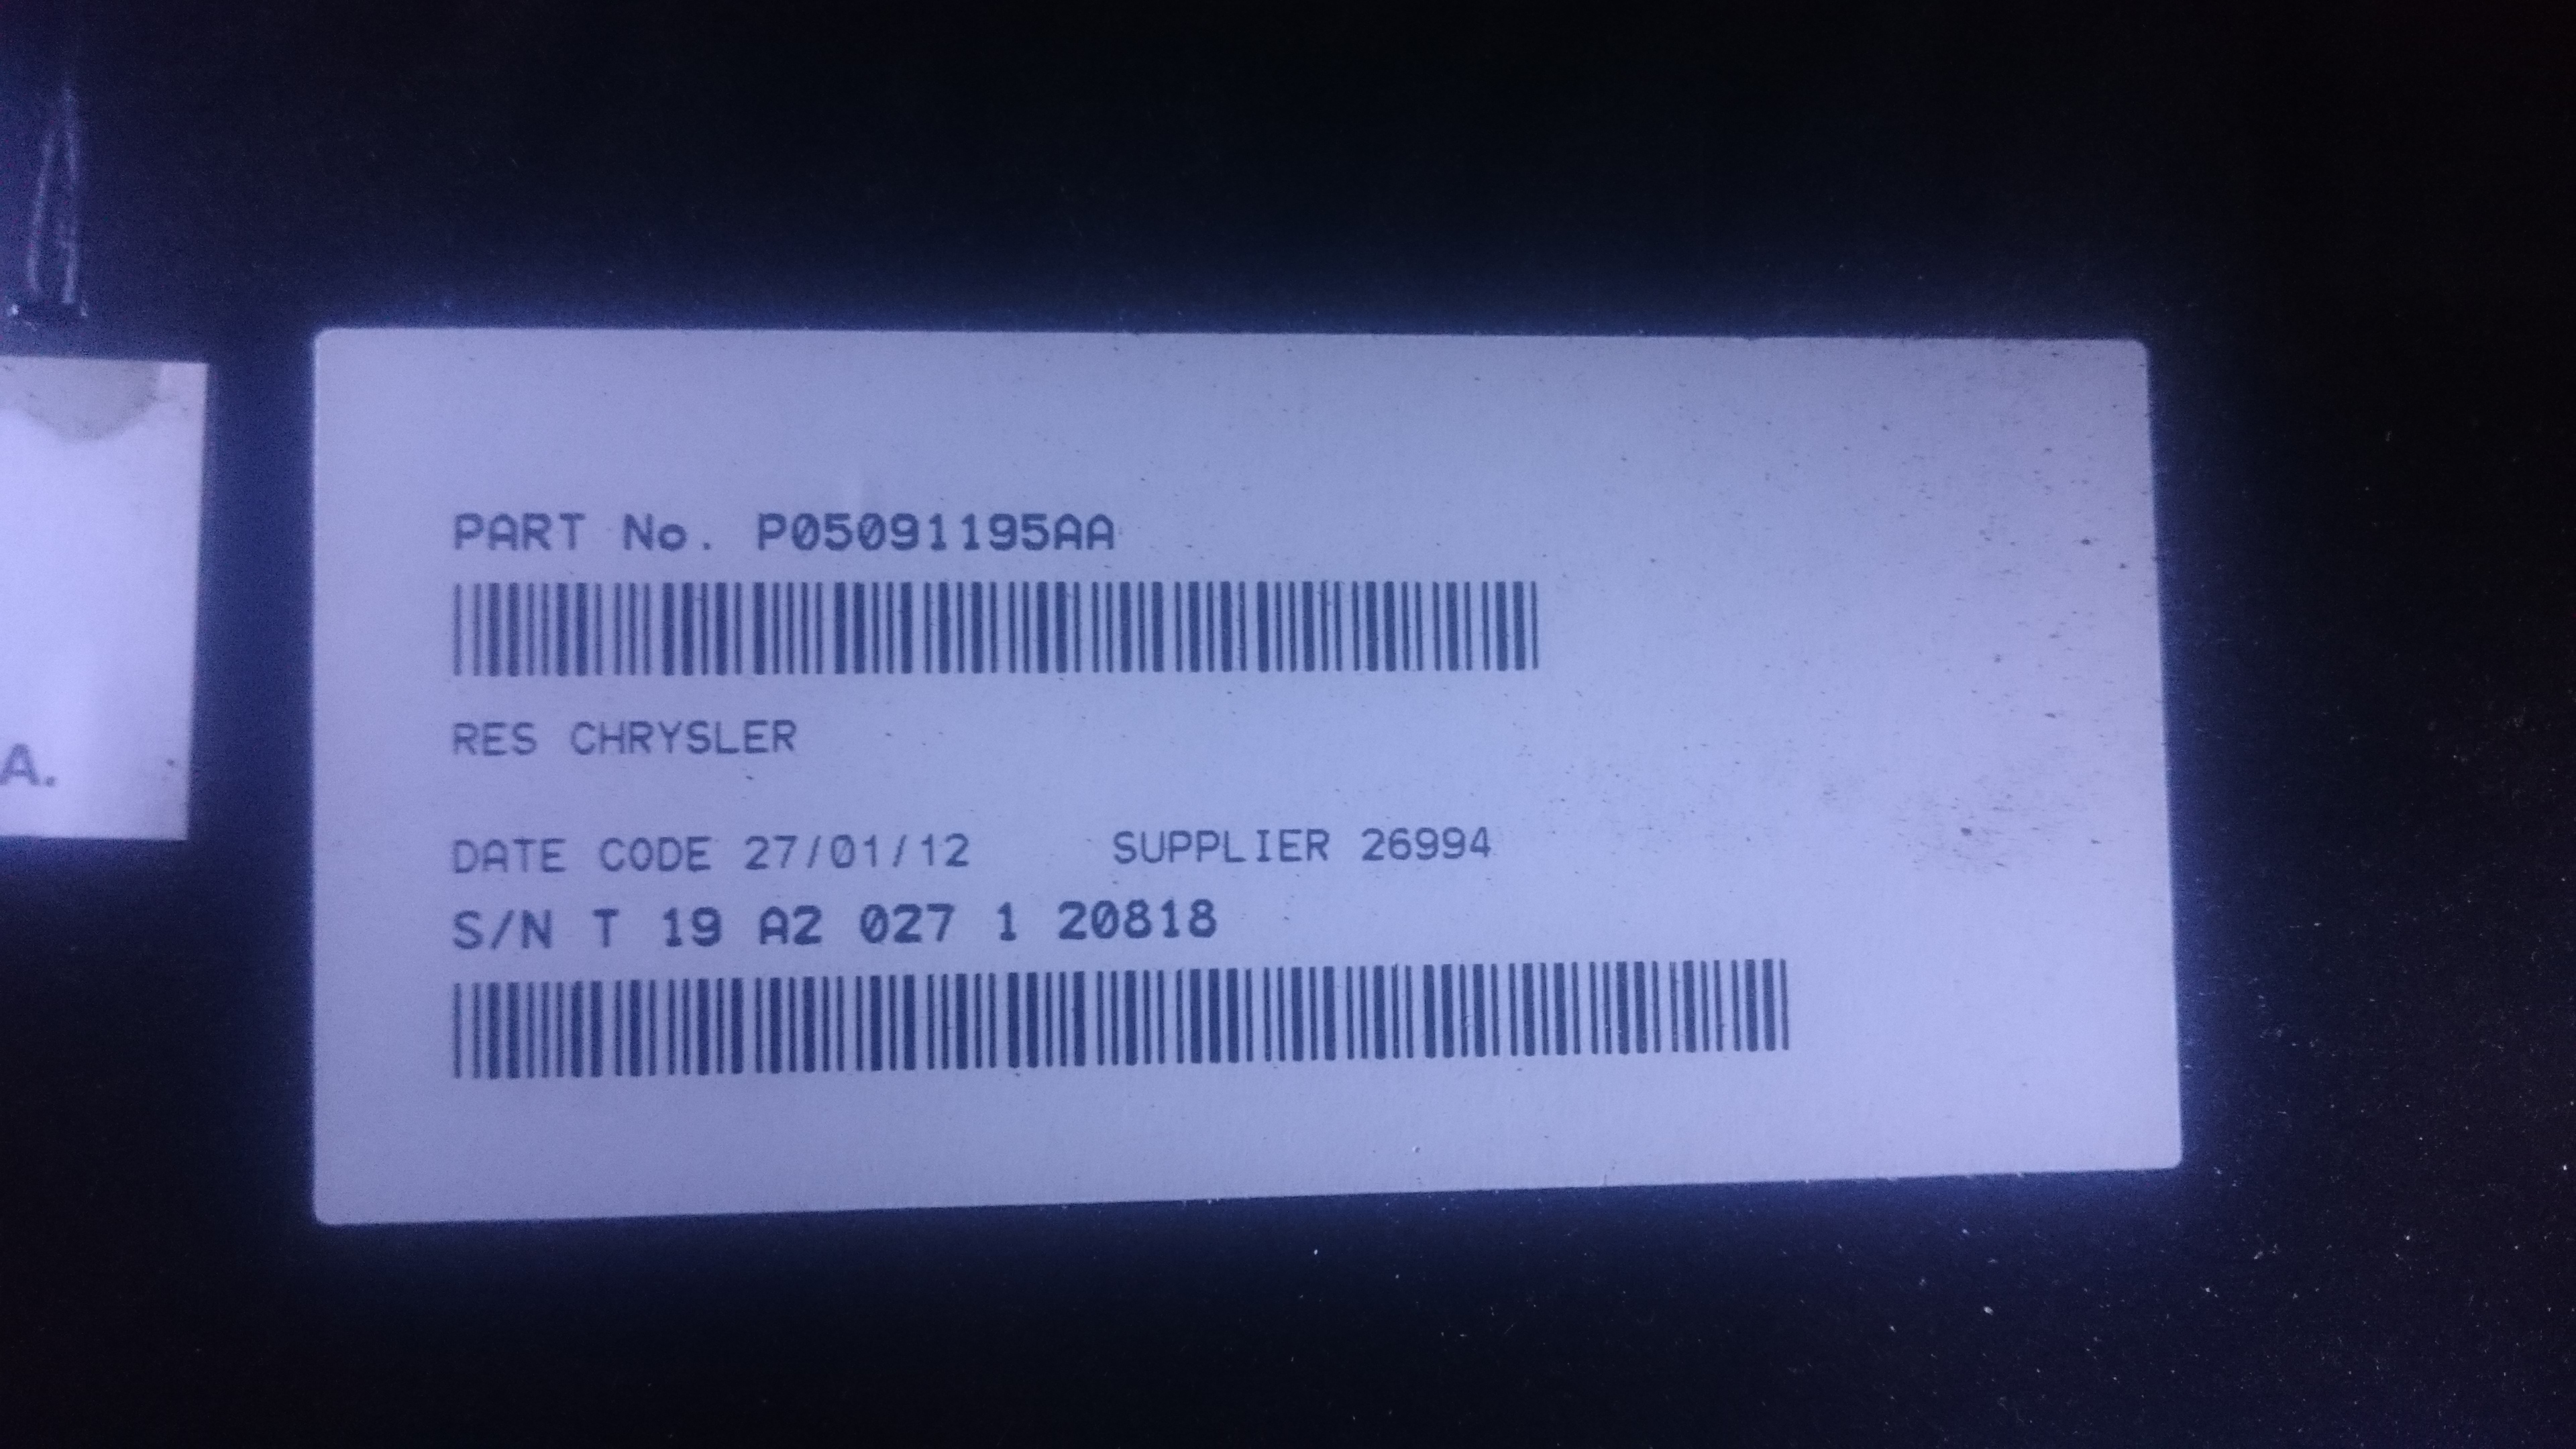 PART No. P05091195AA
RES CHRYSLER
DATE CODE 27/01/12 SUPPLIER 26994
S/N T 19 A2 027 1 20818
A.